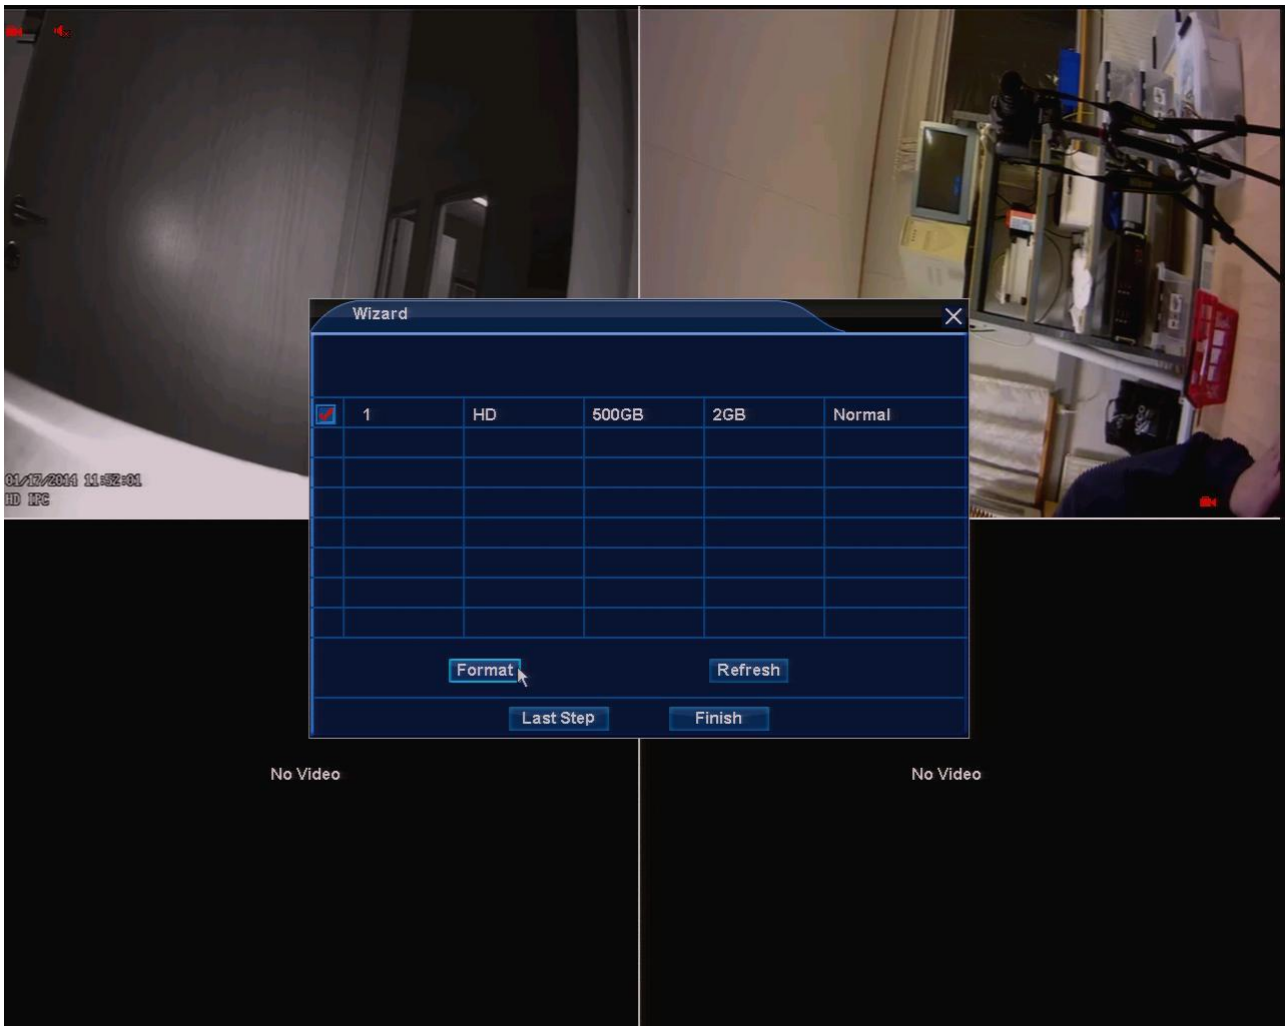 Wizard
1 HD 500GB 2GB Normal
Format Refresh
Last Step Finish
01/17/2014 11:52:01
HD IPC
No Video No Video